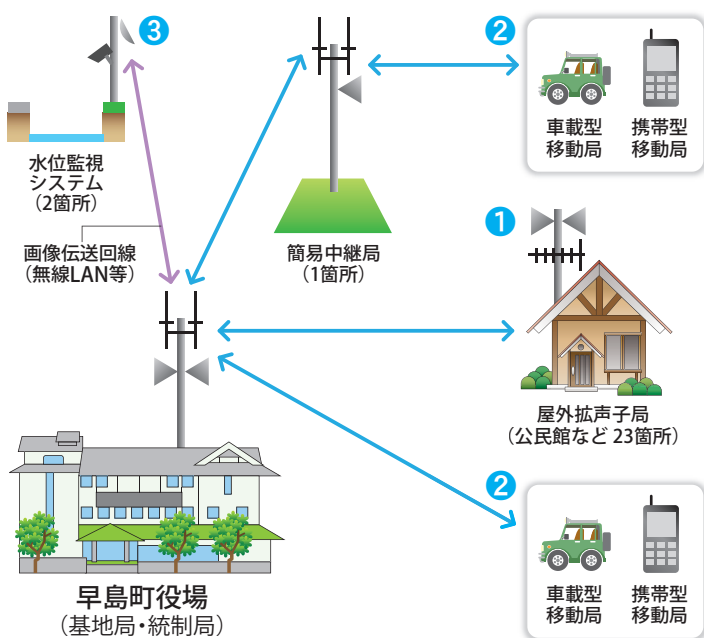 ③
水位監視
システム
(2箇所)
画像伝送回線
(無線LAN等)
簡易中継局
(1箇所)
②
車載型
移動局
携帯型
移動局
①
屋外拡声子局
(公民館など 23箇所)
②
車載型
移動局
携帯型
移動局
早島町役場
(基地局・統制局)